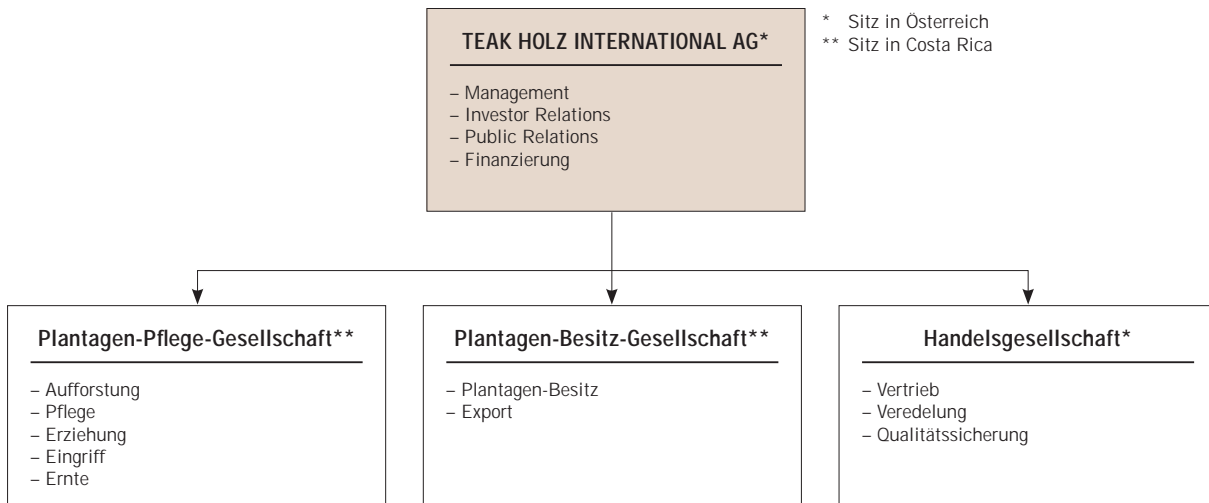 TEAK HOLZ INTERNATIONAL AG*
– Management
– Investor Relations
– Public Relations
– Finanzierung
* Sitz in Österreich
** Sitz in Costa Rica
Plantagen-Pflege-Gesellschaft**
– Aufforstung
– Pflege
– Erziehung
– Eingriff
– Ernte
Plantagen-Besitz-Gesellschaft**
– Plantagen-Besitz
– Export
Handelsgesellschaft*
– Vertrieb
– Veredelung
– Qualitätssicherung